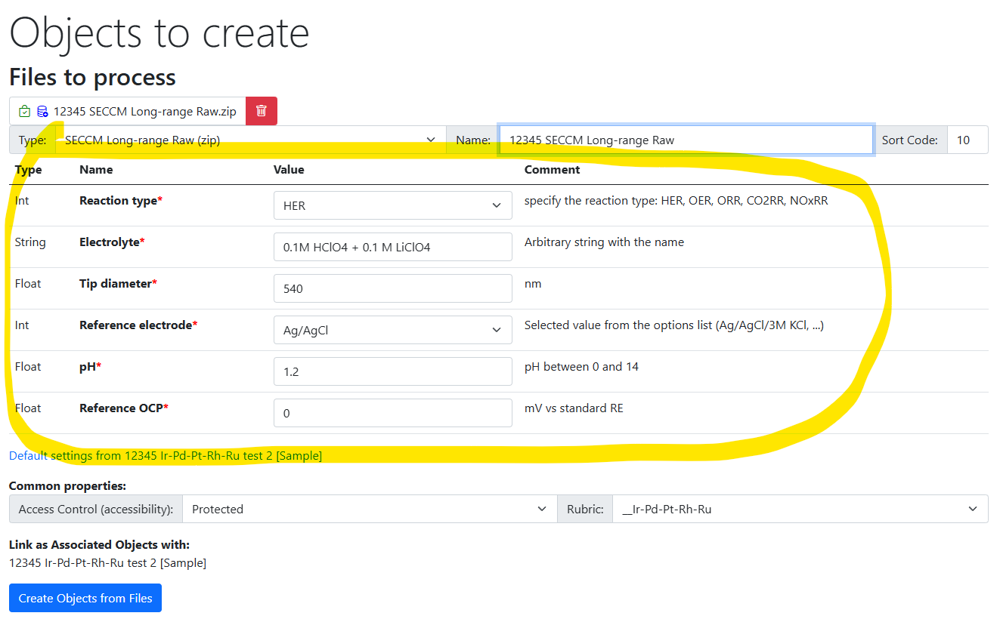 Objects to create
Files to process
12345 SECCM Long-range Raw.zip
Type: SECCM Long-range Raw (zip) Name: 12345 SECCM Long-range Raw Sort Code: 10
Type Name Value Comment
Int Reaction type* HER specify the reaction type: HER, OER, ORR, CO2RR, NOxRR
String Electrolyte* 0.1M HClO4 + 0.1 M LiClO4 Arbitrary string with the name
Float Tip diameter* 540 nm
Int Reference electrode* Ag/AgCl Selected value from the options list (Ag/AgCl/3M KCl, ...)
Float pH* 1.2 pH between 0 and 14
Float Reference OCP* 0 mV vs standard RE
Default settings from 12345 Ir-Pd-Pt-Rh-Ru test 2 [Sample]
Common properties:
Access Control (accessibility): Protected Rubric: __Ir-Pd-Pt-Rh-Ru
Link as Associated Objects with:
12345 Ir-Pd-Pt-Rh-Ru test 2 [Sample]
Create Objects from Files